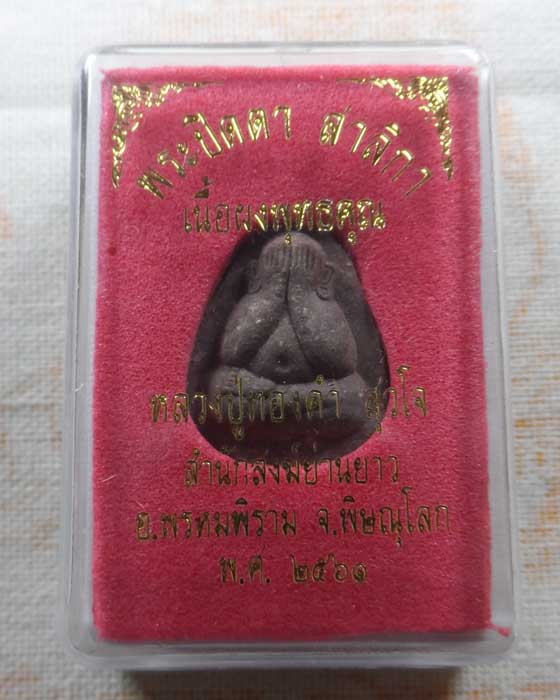 พระปิดตา สาลิกา
เนื้อผงพุทธคุณ
หลวงปู่ทองคำ สุวโจ
สำนักสงฆ์ย่านยาว
อ.พรหมพิราม จ.พิษณุโลก
พ.ศ. ๒๕๖๑